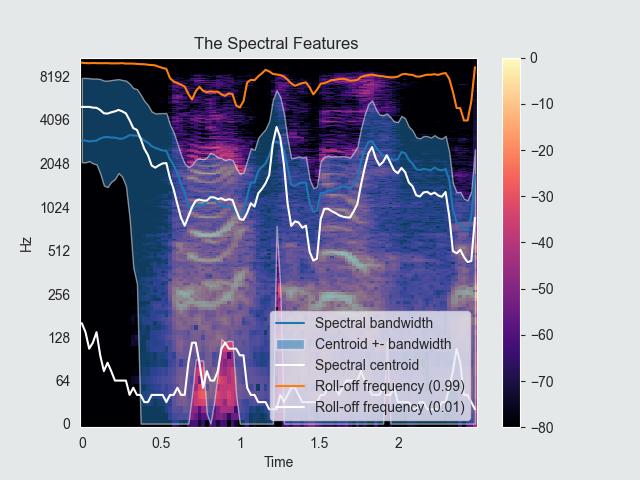 The Spectral Features
Hz
8192
4096
2048
1024
512
256
128
64
0
0
0.5
1
1.5
2
Time
Spectral bandwidth
Centroid +- bandwidth
Spectral centroid
Roll-off frequency (0.99)
Roll-off frequency (0.01)
0
−10
−20
−30
−40
−50
−60
−70
−80